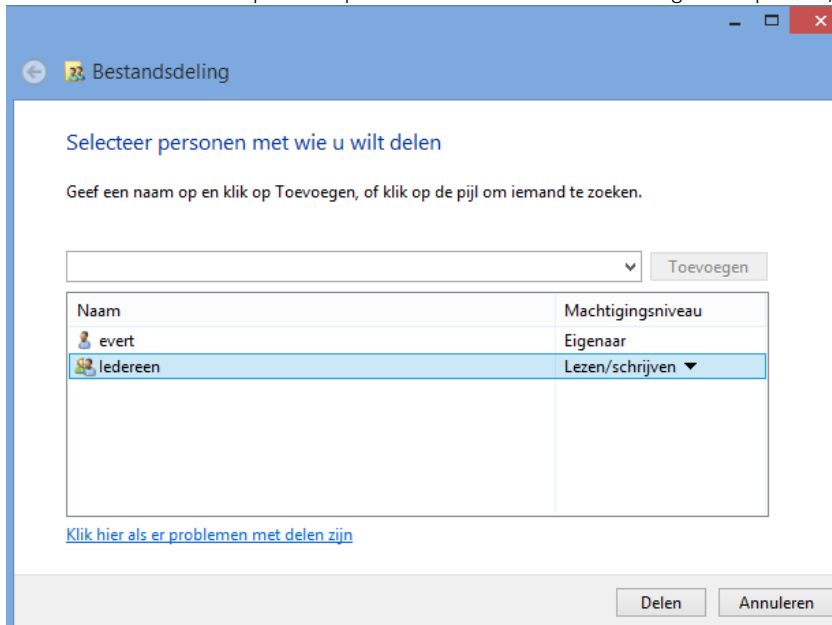 Bestandsdeling
Selecteer personen met wie u wilt delen
Geef een naam op en klik op Toevoegen, of klik op de pijl om iemand te zoeken.
Toevoegen
Naam Machtigingsniveau
evert Eigenaar
Iedereen Lezen/schrijven
Klik hier als er problemen met delen zijn
Delen Annuleren